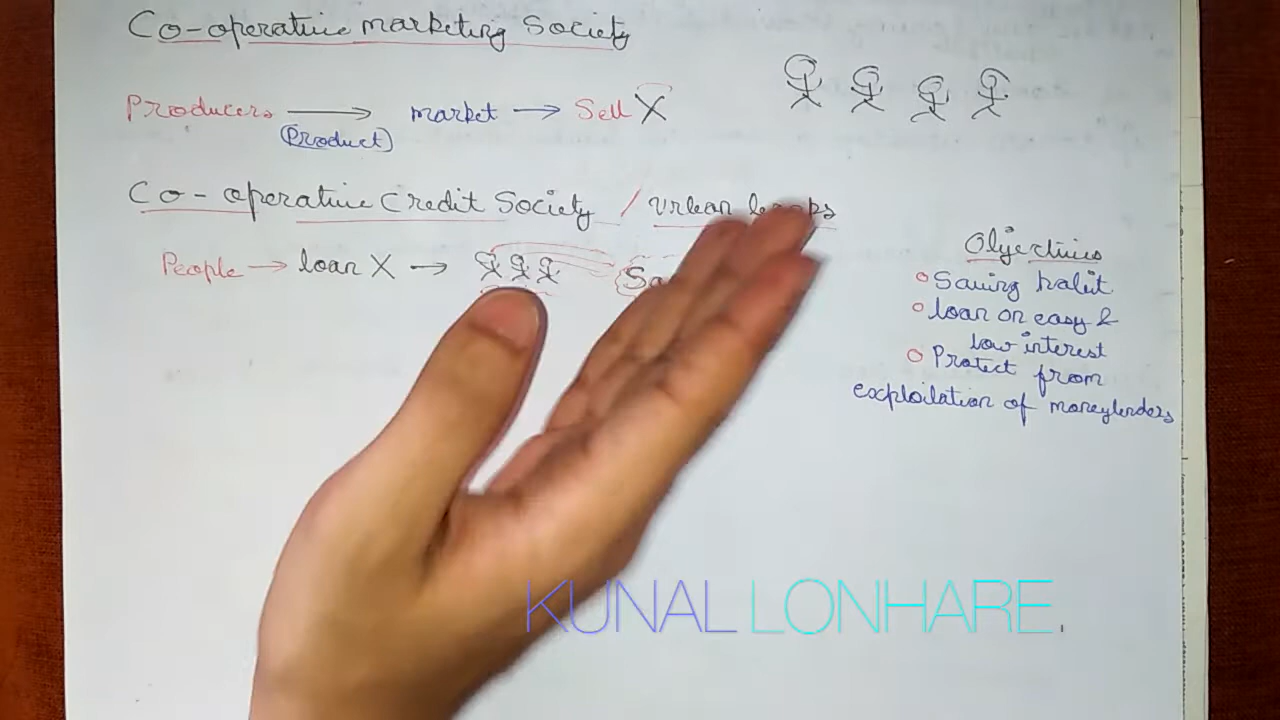 Co-operative marketing Society
Producers → market → Sell X
(Product)
Co-operative Credit Society / Urban
People → loan X →
Objectives
Saving habit
loan on easy &
low interest
Protect from
exploitation of moneylenders
KUNAL LONHARE.